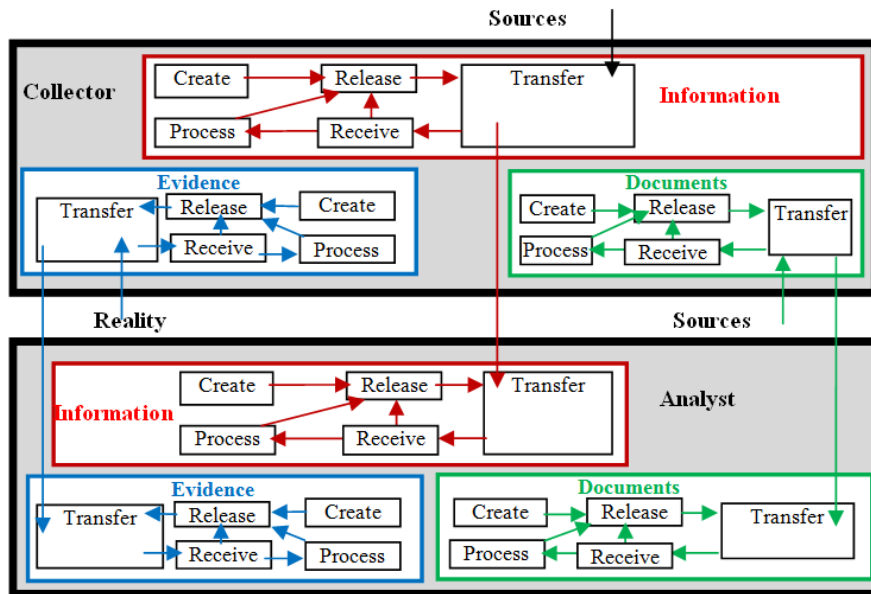 Sources
Collector
Information
Create
Release
Transfer
Process
Receive
Evidence
Transfer
Release
Create
Receive
Process
Documents
Create
Release
Transfer
Process
Receive
Reality
Sources
Analyst
Information
Create
Release
Transfer
Process
Receive
Evidence
Transfer
Release
Create
Receive
Process
Documents
Create
Release
Transfer
Process
Receive